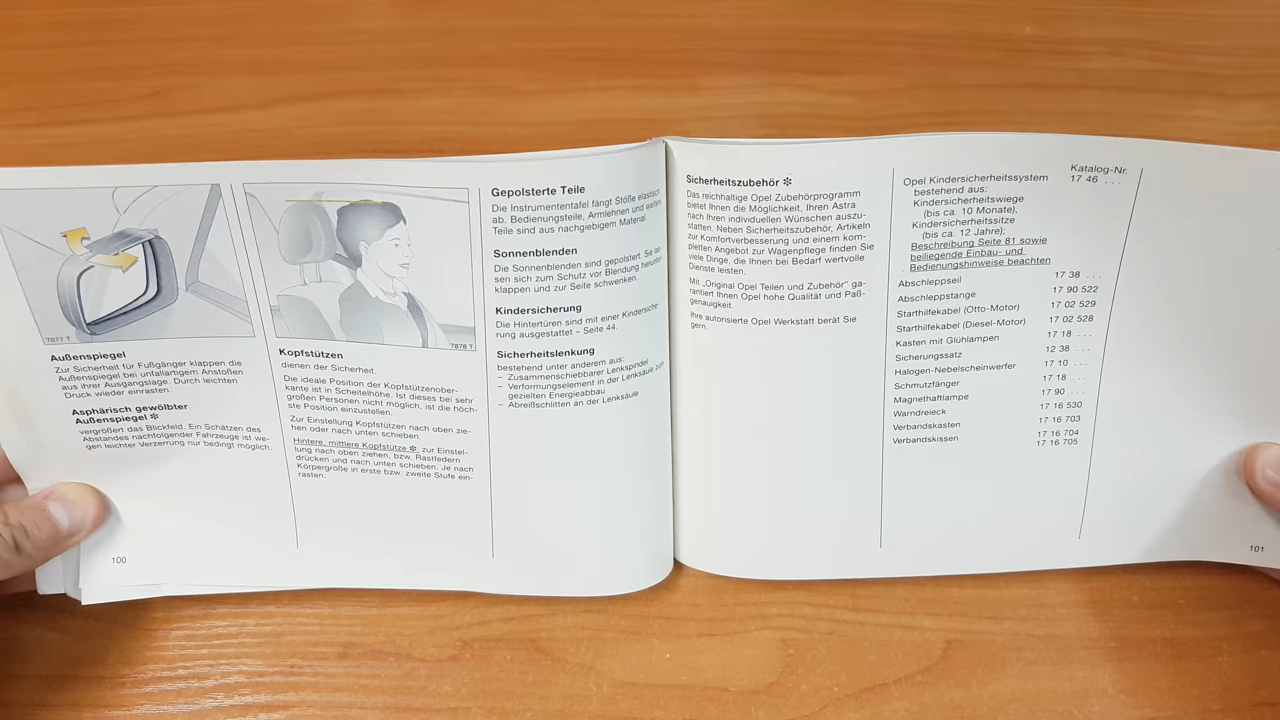 7877 T
Außenspiegel
Zur Sicherheit für Fußgänger klappen die
Außenspiegel bei unfallartigem Anstoßen
aus ihrer Ausgangslage. Durch leichten
Druck wieder einrasten.
Asphärisch gewölbter
Außenspiegel ✻
vergrößert das Blickfeld. Ein Schätzen des
Abstandes nachfolgender Fahrzeuge ist we-
gen leichter Verzerrung nur bedingt möglich.
100
7878 T
Kopfstützen
dienen der Sicherheit.
Die ideale Position der Kopfstützenober-
kante ist in Scheitelhöhe. Ist dieses bei sehr
großen Personen nicht möglich, ist die höch-
ste Position einzustellen.
Zur Einstellung Kopfstützen nach oben zie-
hen oder nach unten schieben.
Hintere, mittlere Kopfstütze ✻, zur Einstel-
lung nach oben ziehen, bzw. Rastfedern
drücken und nach unten schieben. Je nach
Körpergröße in erste bzw. zweite Stufe ein-
rasten.
Gepolsterte Teile
Die Instrumententafel fängt Stöße elastisch
ab. Bedienungsteile, Armlehnen und weitere
Teile sind aus nachgiebigem Material.
Sonnenblenden
Die Sonnenblenden sind gepolstert. Sie las-
sen sich zum Schutz vor Blendung herunter
klappen und zur Seite schwenken.
Kindersicherung
Die Hintertüren sind mit einer Kindersiche-
rung ausgestattet – Seite 44.
Sicherheitslenkung
bestehend unter anderem aus:
– Zusammenschiebbarer Lenkspindel
– Verformungselement in der Lenksäule zum
gezielten Energieabbau
– Abreißschlitten an der Lenksäule
Sicherheitszubehör ✻
Das reichhaltige Opel Zubehörprogramm
bietet Ihnen die Möglichkeit, Ihren Astra
nach Ihren individuellen Wünschen auszu-
statten. Neben Sicherheitszubehör, Artikeln
zur Komfortverbesserung und einem kom-
pletten Angebot zur Wagenpflege finden Sie
viele Dinge, die Ihnen bei Bedarf wertvolle
Dienste leisten.
Mit „Original Opel Teilen und Zubehör“ ga-
rantiert Ihnen Opel hohe Qualität und Paß-
genauigkeit.
Ihre autorisierte Opel Werkstatt berät Sie
gern.
Katalog-Nr.
Opel Kindersicherheitssystem 17 46 . . .
bestehend aus:
Kindersicherheitswiege
(bis ca. 10 Monate),
Kindersicherheitssitze
(bis ca. 12 Jahre);
Beschreibung Seite 81 sowie
beiliegende Einbau- und
Bedienungshinweise beachten
Abschleppseil 17 38 . . .
Abschleppstange 17 90 522
Starthilfekabel (Otto-Motor) 17 02 529
Starthilfekabel (Diesel-Motor) 17 02 528
Kasten mit Glühlampen 17 18 . . .
Sicherungssatz 12 38 . . .
Halogen-Nebelscheinwerfer 17 10 . . .
Schmutzfänger 17 18 . . .
Magnethaftlampe 17 90 . . .
Warndreieck 17 16 530
Verbandskasten 17 16 703
Verbandskissen 17 16 704
17 16 705
101